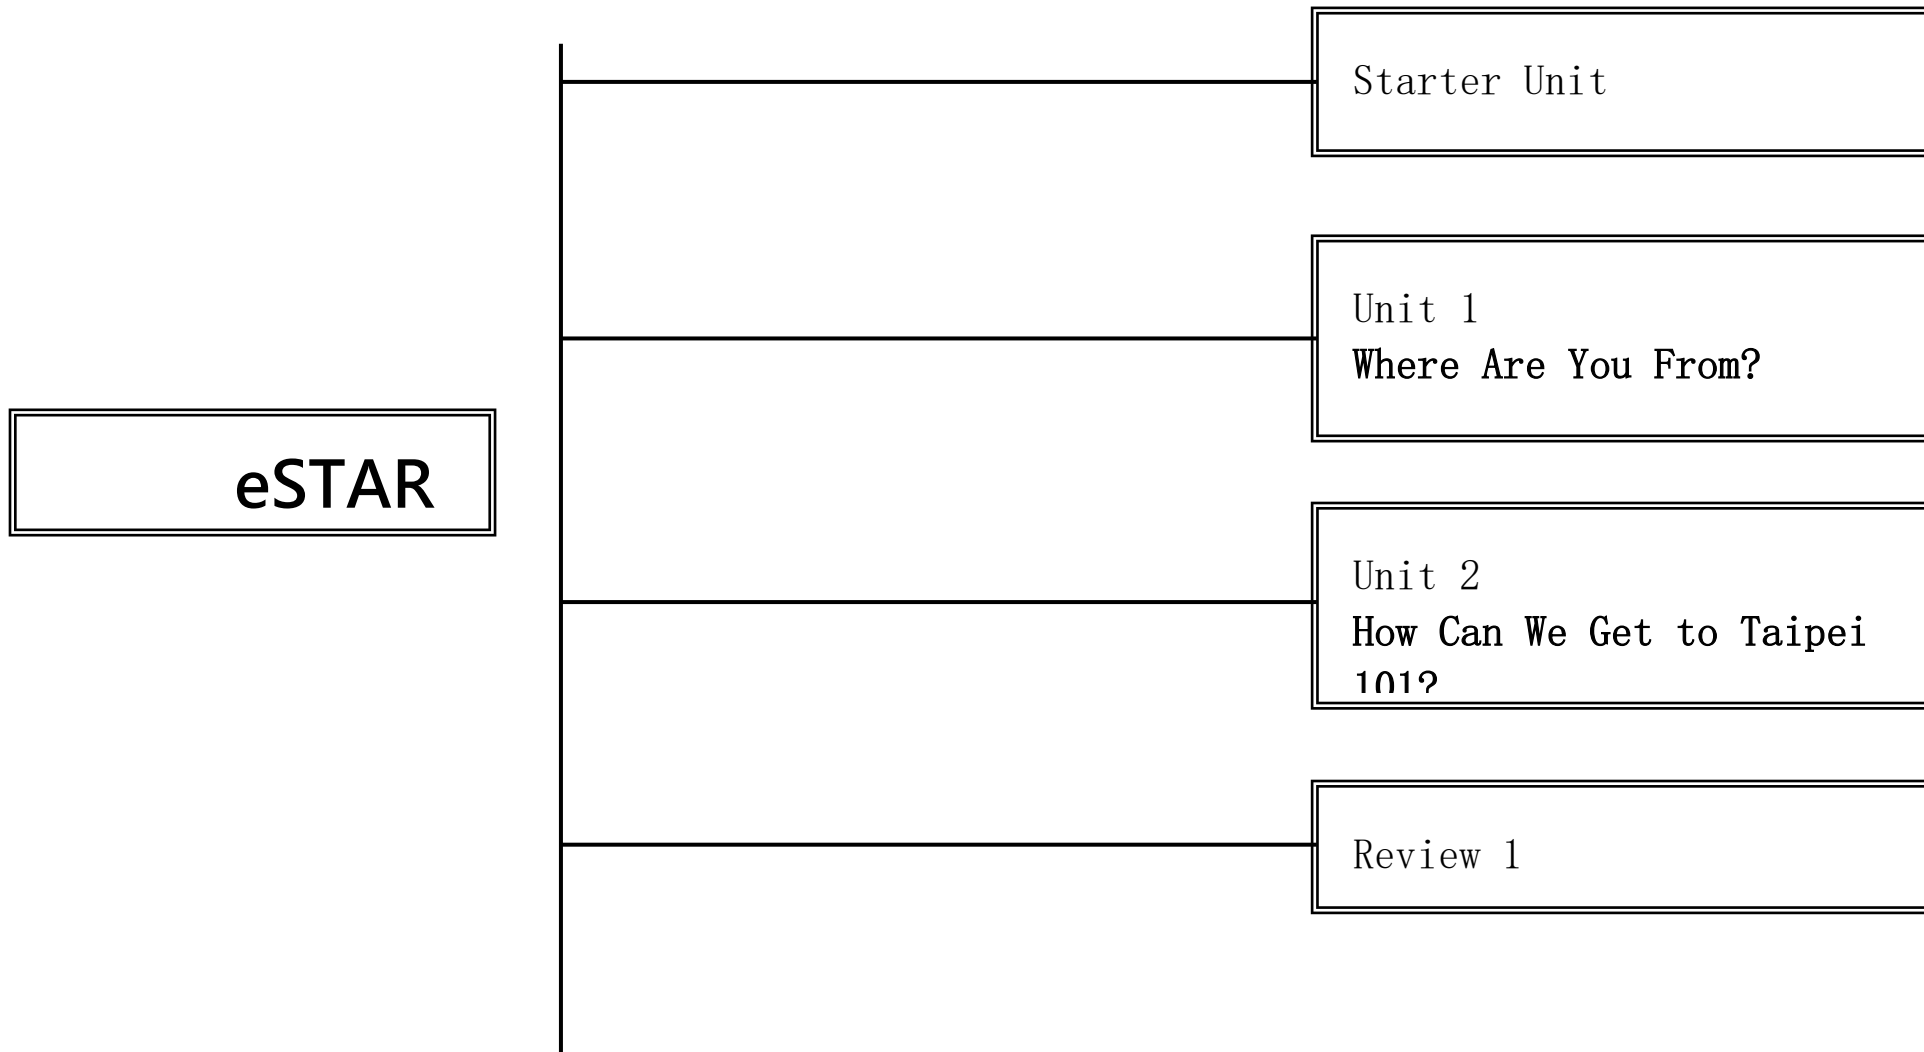 Starter Unit
Unit 1
Where Are You From?
eSTAR
Unit 2
How Can We Get to Taipei
101?
Review 1